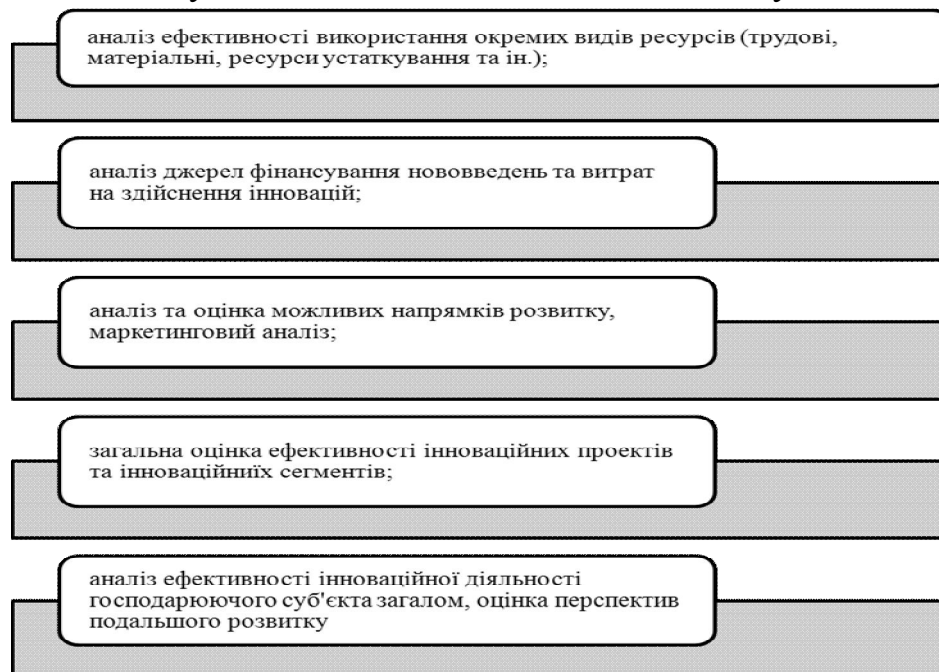 аналіз ефективності використання окремих видів ресурсів (трудові,
матеріальні, ресурси устаткування та ін.);
аналіз джерел фінансування нововведень та витрат
на здійснення інновацій;
аналіз та оцінка можливих напрямків розвитку,
маркетинговий аналіз;
загальна оцінка ефективності інноваційних проектів
та інноваційниїх сегментів;
аналіз ефективності інноваційної діяльності
господарюючого суб'єкта загалом, оцінка перспектив
подальшого розвитку